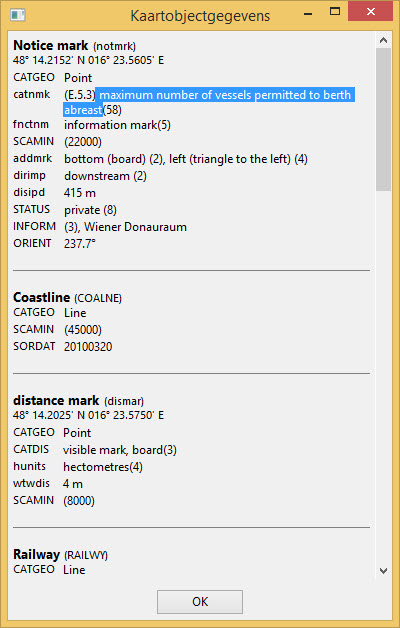 Kaartobjectgegevens
Notice mark (notmrk)
48° 14.2152' N 016° 23.5605' E
CATGEO Point
catnmk (E.5.3) maximum number of vessels permitted to berth
abreast(58)
fnctnm information mark(5)
SCAMIN (22000)
addmrk bottom (board) (2), left (triangle to the left) (4)
dirimp downstream (2)
disipd 415 m
STATUS private (8)
INFORM (3), Wiener Donauraum
ORIENT 237.7°
Coastline (COALNE)
CATGEO Line
SCAMIN (45000)
SORDAT 20100320
distance mark (dismar)
48° 14.2025' N 016° 23.5750' E
CATGEO Point
CATDIS visible mark, board(3)
hunits hectometres(4)
wtwdis 4 m
SCAMIN (8000)
Railway (RAILWY)
CATGEO Line
OK